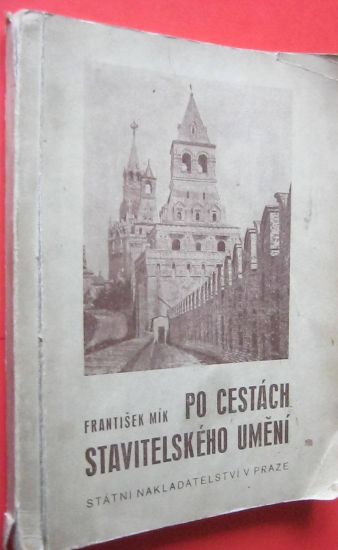 FRANTIŠEK MÍK PO CESTÁCH
STAVITELSKÉHO UMĚNÍ
STÁTNÍ NAKLADATELSTVÍ V PRAZE